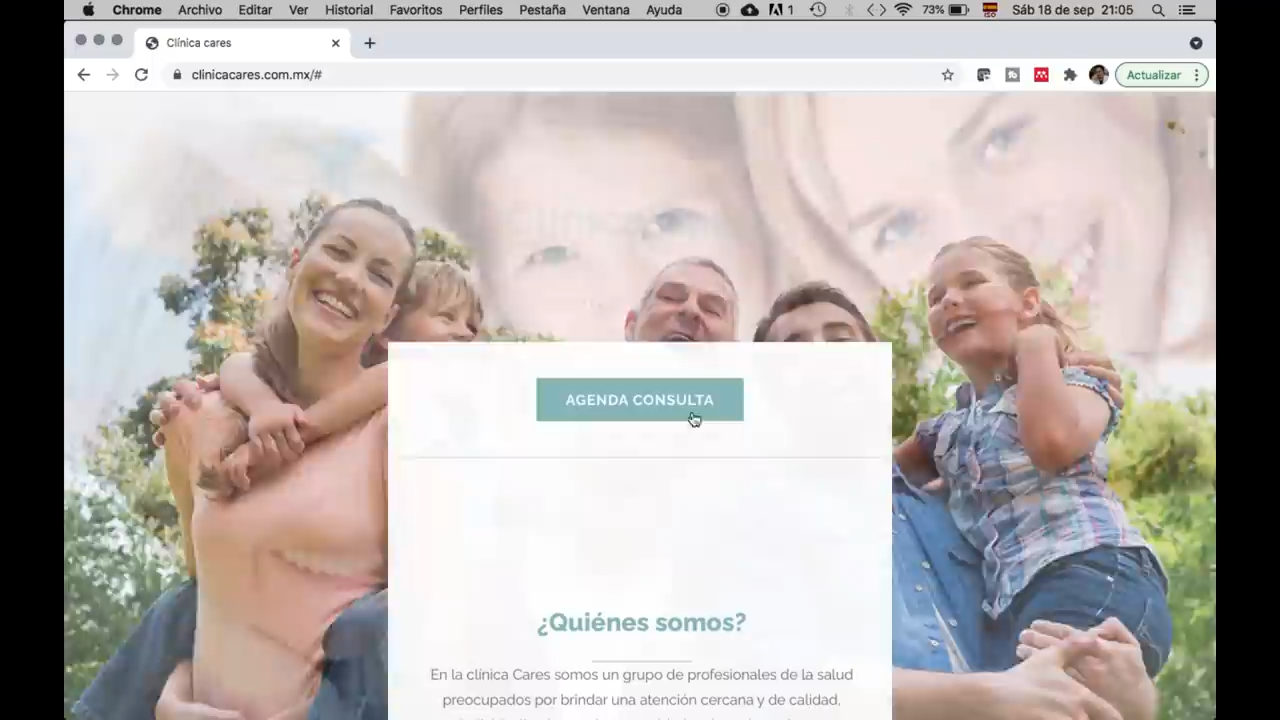 Chrome Archivo Editar Ver Historial Favoritos Perfiles Pestaña Ventana Ayuda 1 73% ISO Sáb 18 de sep 21:05
Clínica cares
clinicacares.com.mx/#
Actualizar
AGENDA CONSULTA
¿Quiénes somos?
En la clínica Cares somos un grupo de profesionales de la salud
preocupados por brindar una atención cercana y de calidad,